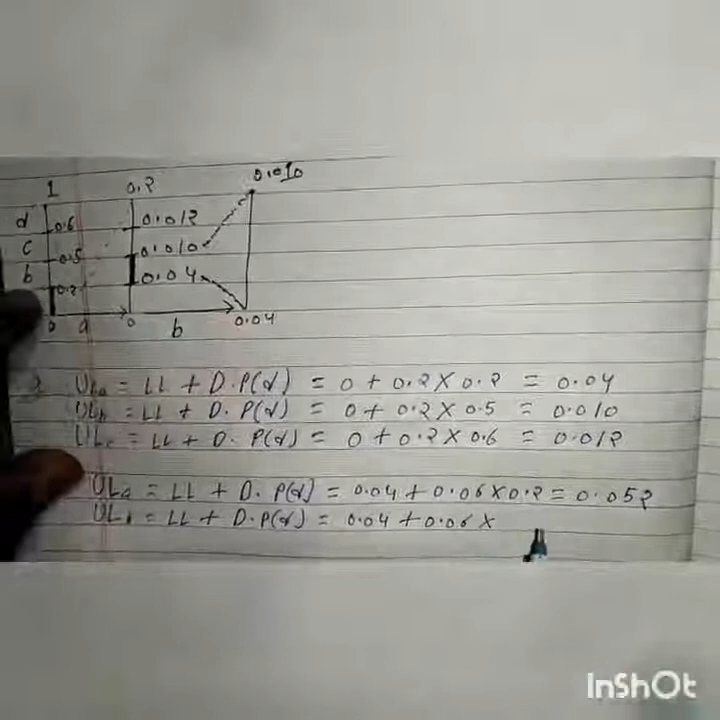 1 0.2 0.010
d 0.6 0.012
c 0.5 0.010
b 0.2 0.04
0 a 0 b 0.04
ULa = LL + D.P(α) = 0 + 0.2 × 0.2 = 0.04
ULb = LL + D. P(α) = 0 + 0.2 × 0.5 = 0.010
ULc = LL + D. P(α) = 0 + 0.2 × 0.6 = 0.012
ULa = LL + D. P(α) = 0.04 + 0.06 × 0.2 = 0.052
UL = LL + D.P(α) = 0.04 + 0.06 ×
InShOt